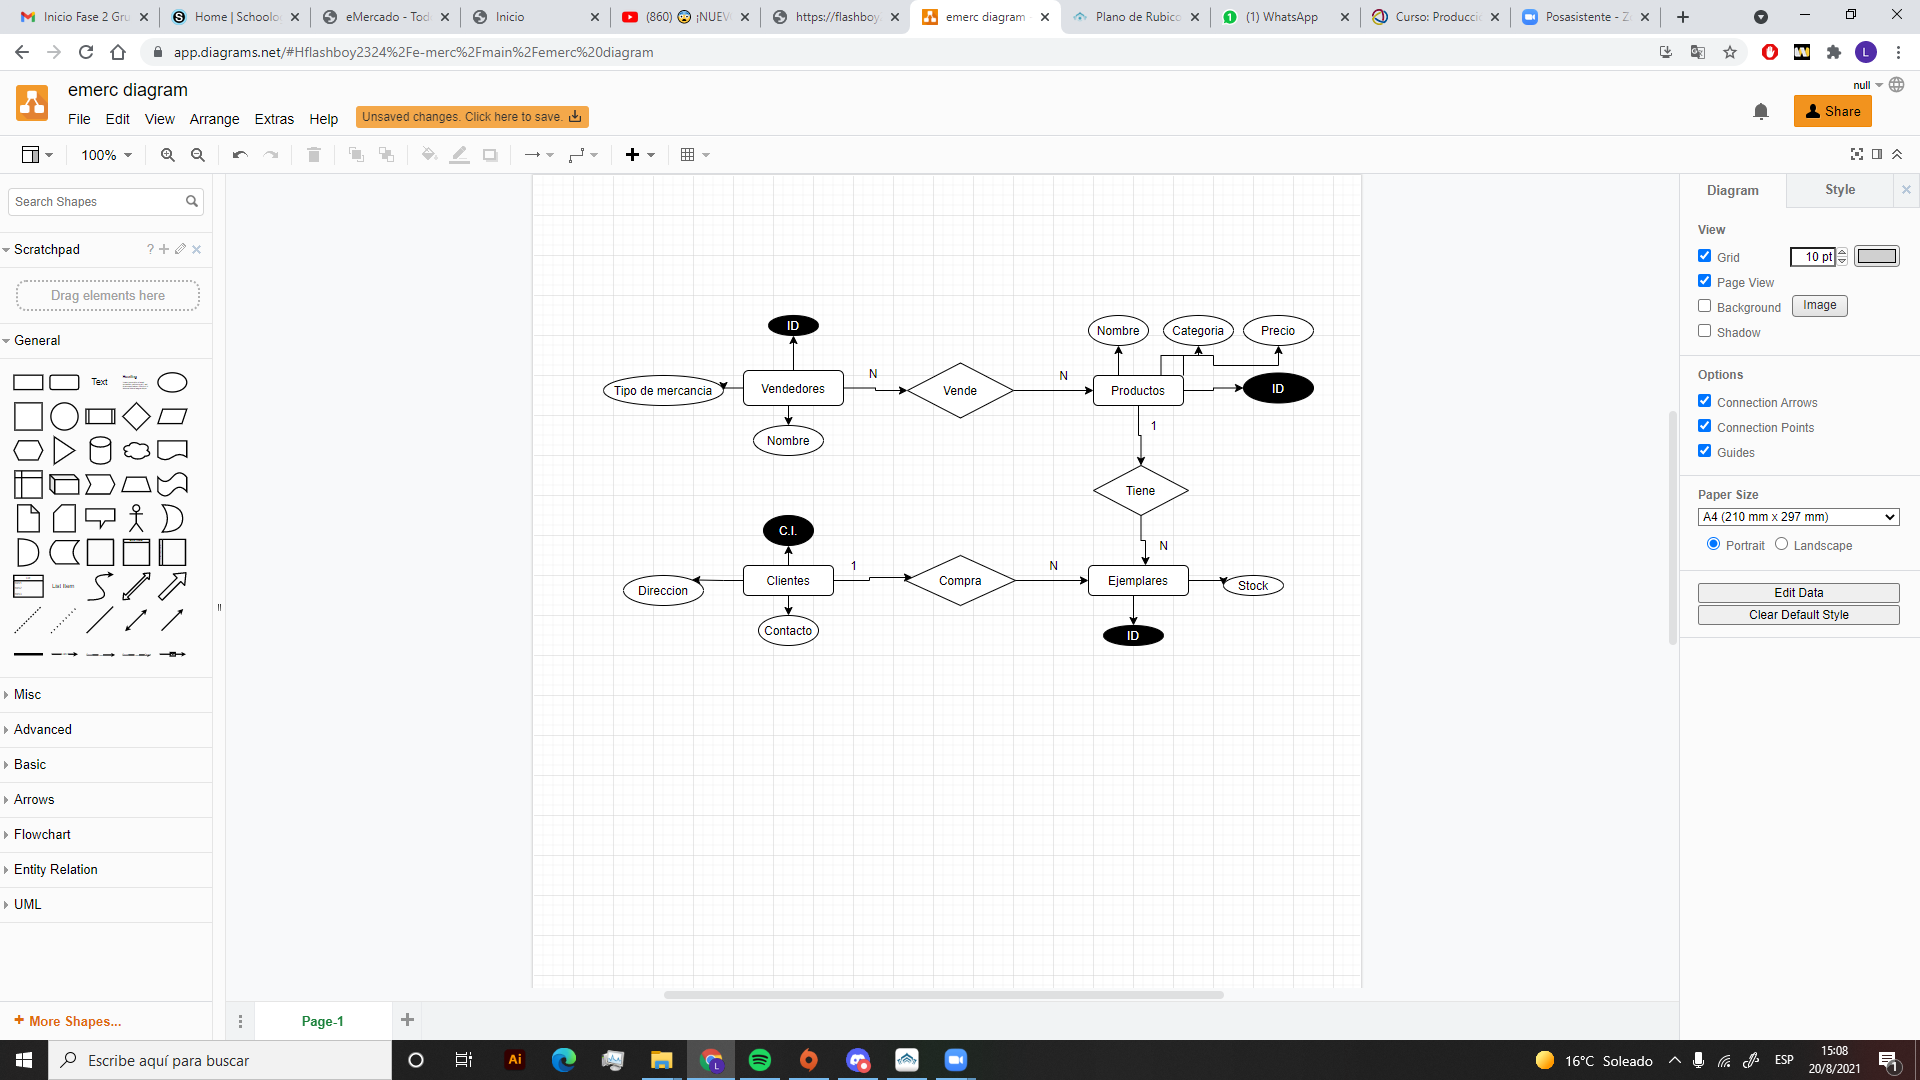 Inicio Fase 2 Gru
Home | Schoolo
eMercado - Tod
Inicio
(860) 😨 ¡NUEV
https://flashboy
emerc diagram
Plano de Rubico
(1) WhatsApp
Curso: Producci
Posasistente - Z
app.diagrams.net/#Hflashboy2324%2Fe-merc%2Fmain%2Femerc%20diagram
L
emerc diagram
null
File Edit View Arrange Extras Help
Unsaved changes. Click here to save.
Share
100%
Search Shapes
Scratchpad
?
Drag elements here
General
Text
Heading
List Item
Misc
Advanced
Basic
Arrows
Flowchart
Entity Relation
UML
+ More Shapes...
ID
Nombre
Categoria
Precio
Tipo de mercancia
Vendedores
N
Vende
N
Productos
ID
Nombre
1
Tiene
C.I.
N
Direccion
Clientes
1
Compra
N
Ejemplares
Stock
Contacto
ID
Diagram
Style
View
Grid
10 pt
Page View
Background
Image
Shadow
Options
Connection Arrows
Connection Points
Guides
Paper Size
A4 (210 mm x 297 mm)
Portrait
Landscape
Edit Data
Clear Default Style
Page-1
Escribe aquí para buscar
Ai
L
16°C Soleado
ESP
15:08
20/8/2021
1